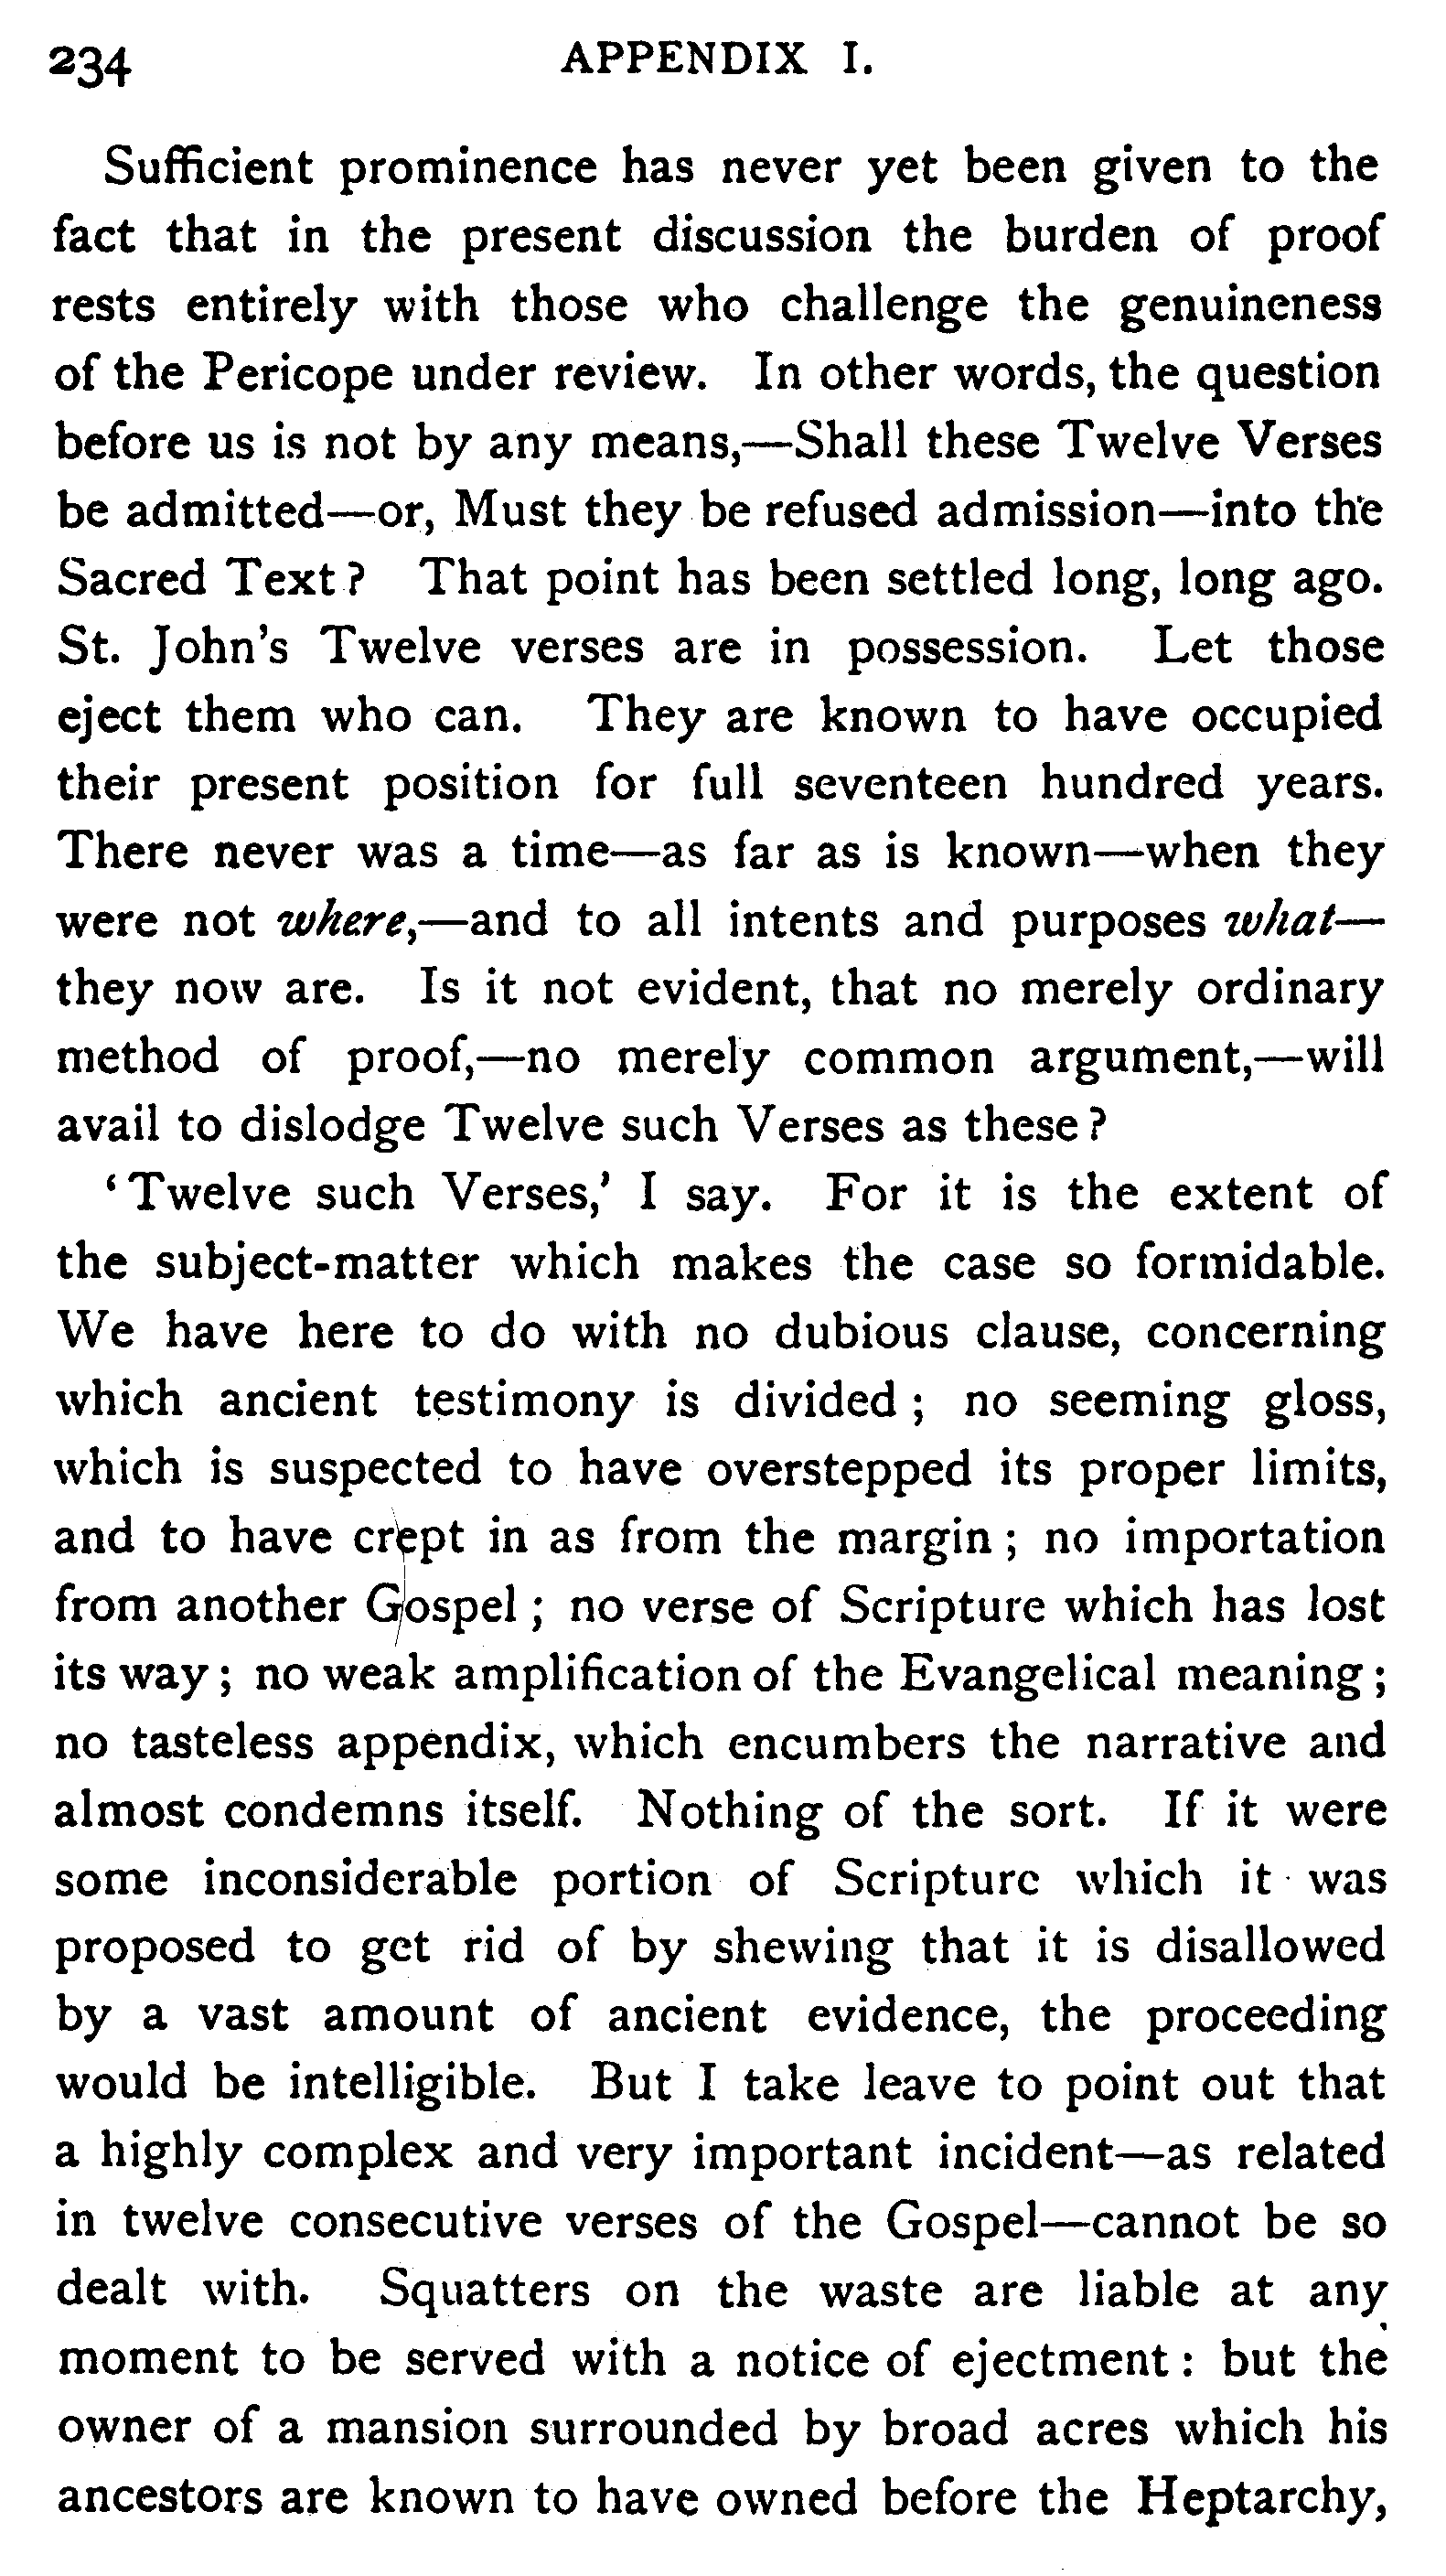 234 APPENDIX I.
Sufficient prominence has never yet been given to the
fact that in the present discussion the burden of proof
rests entirely with those who challenge the genuineness
of the Pericope under review. In other words, the question
before us is not by any means,—Shall these Twelve Verses
be admitted—or, Must they be refused admission—into the
Sacred Text? That point has been settled long, long ago.
St. John's Twelve verses are in possession. Let those
eject them who can. They are known to have occupied
their present position for full seventeen hundred years.
There never was a time—as far as is known—when they
were not where,—and to all intents and purposes what—
they now are. Is it not evident, that no merely ordinary
method of proof,—no merely common argument,—will
avail to dislodge Twelve such Verses as these?
'Twelve such Verses,' I say. For it is the extent of
the subject-matter which makes the case so formidable.
We have here to do with no dubious clause, concerning
which ancient testimony is divided; no seeming gloss,
which is suspected to have overstepped its proper limits,
and to have crept in as from the margin; no importation
from another Gospel; no verse of Scripture which has lost
its way; no weak amplification of the Evangelical meaning;
no tasteless appendix, which encumbers the narrative and
almost condemns itself. Nothing of the sort. If it were
some inconsiderable portion of Scripture which it was
proposed to get rid of by shewing that it is disallowed
by a vast amount of ancient evidence, the proceeding
would be intelligible. But I take leave to point out that
a highly complex and very important incident—as related
in twelve consecutive verses of the Gospel—cannot be so
dealt with. Squatters on the waste are liable at any
moment to be served with a notice of ejectment: but the
owner of a mansion surrounded by broad acres which his
ancestors are known to have owned before the Heptarchy,